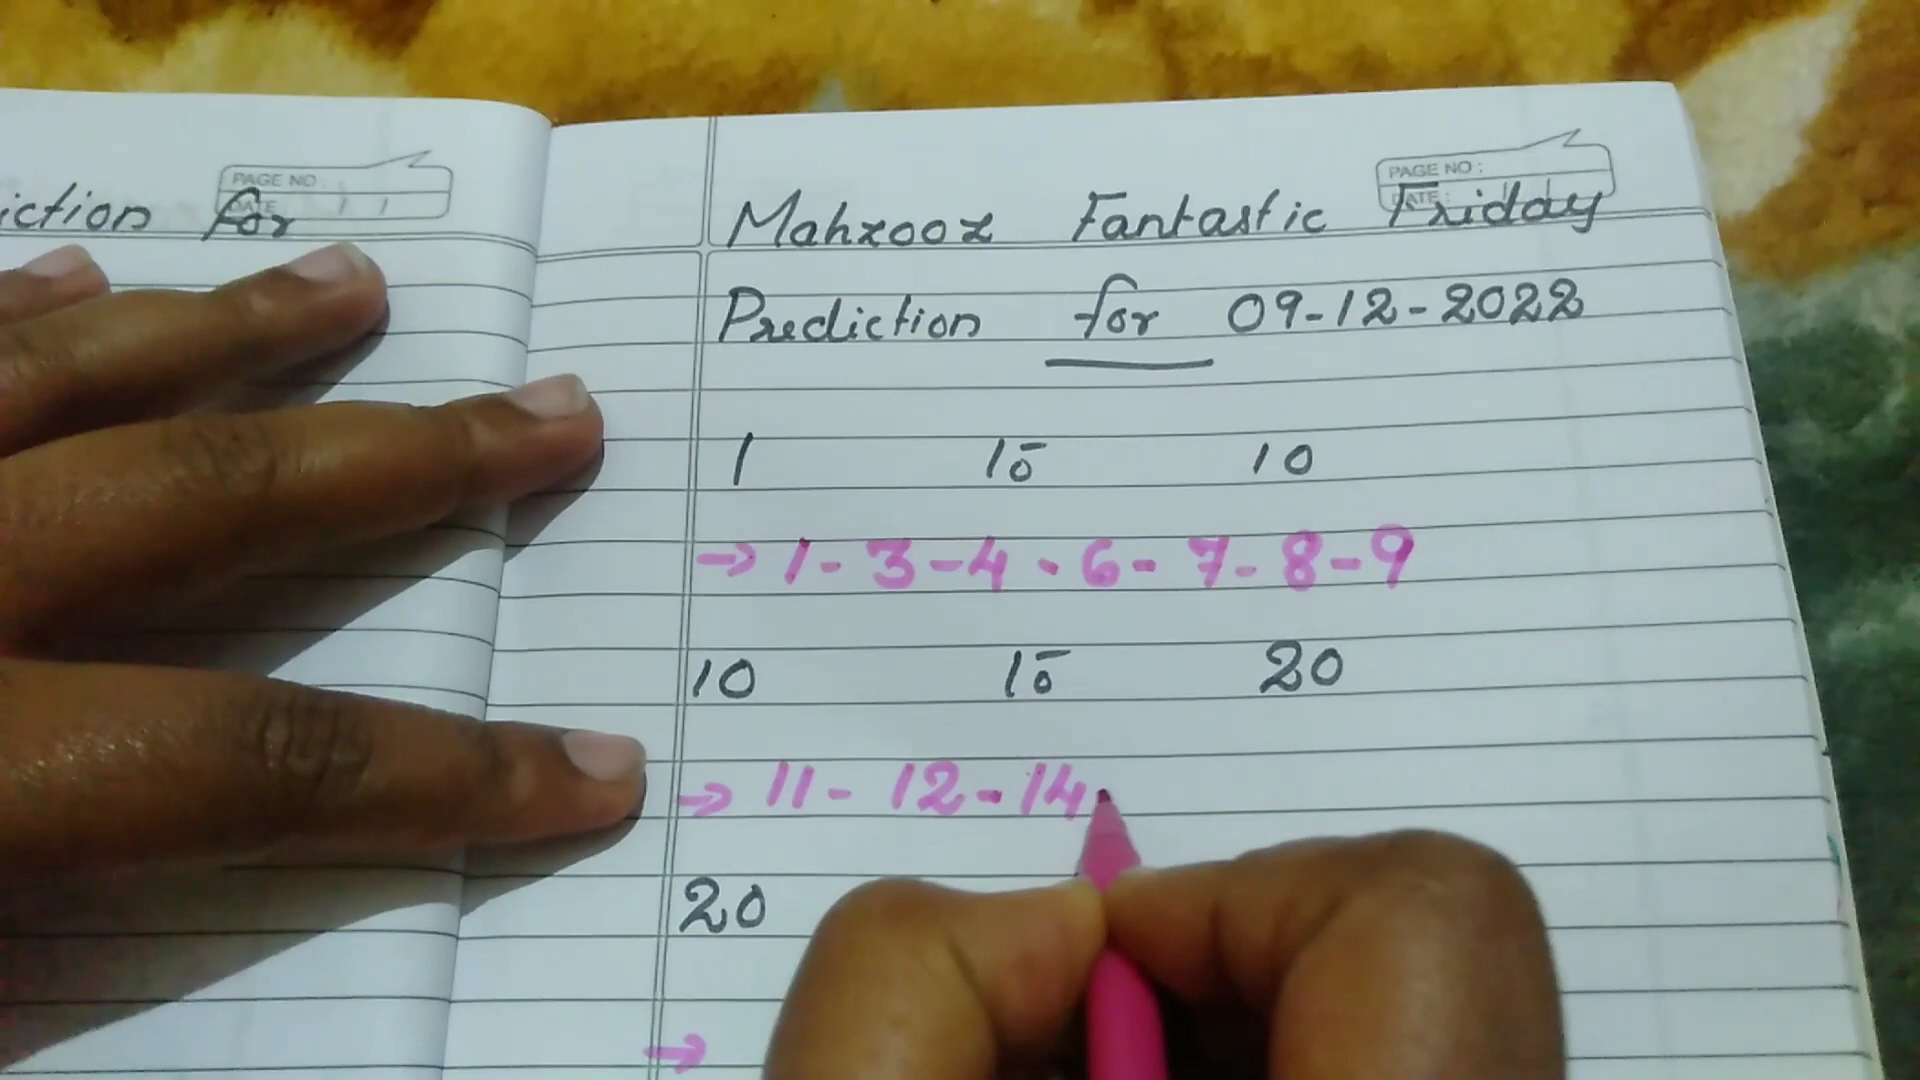 iction for
PAGE NO :
DATE / /
PAGE NO :
DATE :
Mahzooz Fantastic Friday
Prediction for 09-12-2022
1 15 10
→ 1 - 3 - 4 - 6 - 7 - 8 - 9
10 15 20
→ 11 - 12 - 14 -
20
→